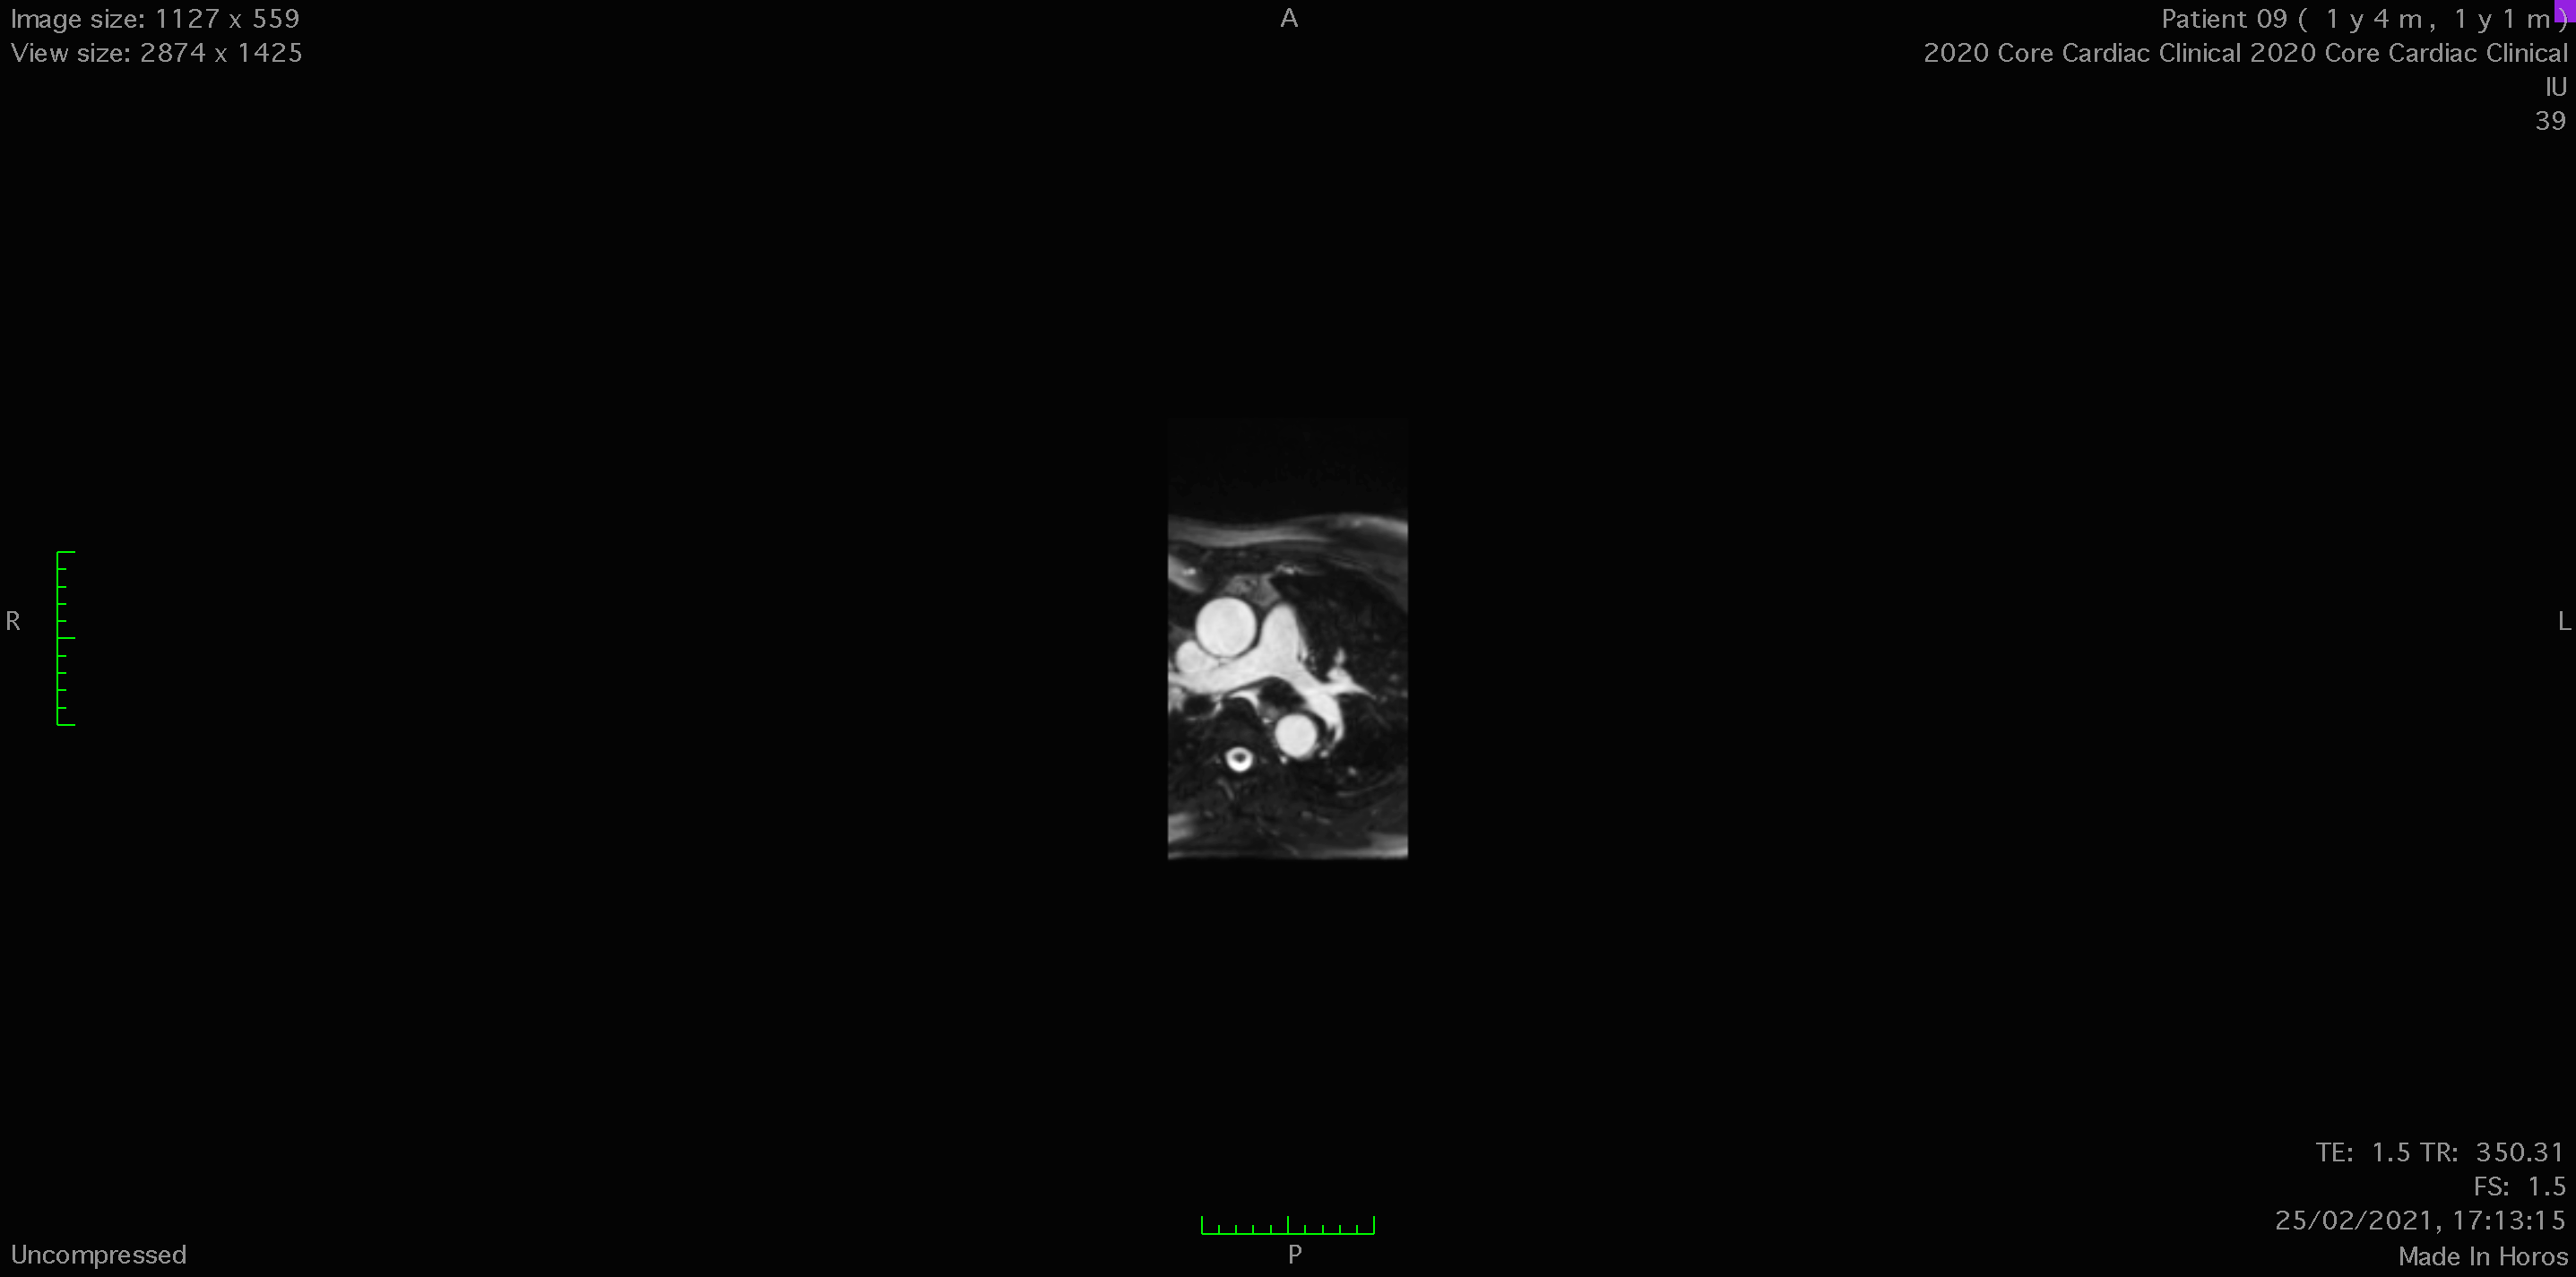 Image size: 1127 x 559
View size: 2874 x 1425
A
Patient 09 ( 1 y 4 m , 1 y 1 m )
2020 Core Cardiac Clinical 2020 Core Cardiac Clinical
IU
39
R
L
TE: 1.5 TR: 350.31
FS: 1.5
25/02/2021, 17:13:15
Made In Horos
Uncompressed
P